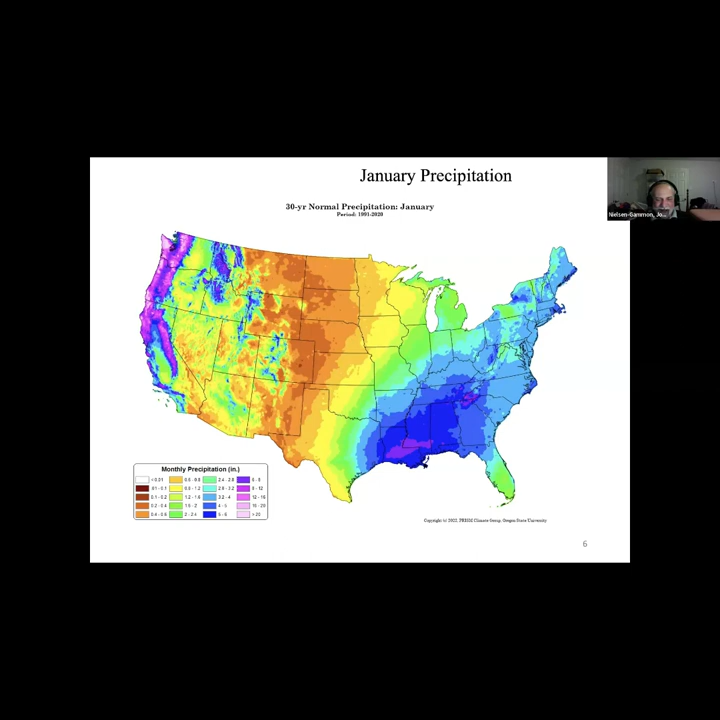 January Precipitation
30-yr Normal Precipitation: January
Period: 1991-2020
Nielsen-Gammon, Jo...
Monthly Precipitation (in.)
< 0.01 0.6 - 0.8 2.4 - 2.8 6 - 8
.01 - 0.1 0.8 - 1.2 2.8 - 3.2 8 - 12
0.1 - 0.2 1.2 - 1.6 3.2 - 4 12 - 16
0.2 - 0.4 1.6 - 2 4 - 5 16 - 20
0.4 - 0.6 2 - 2.4 5 - 6 > 20
Copyright (c) 2022, PRISM Climate Group, Oregon State University
6